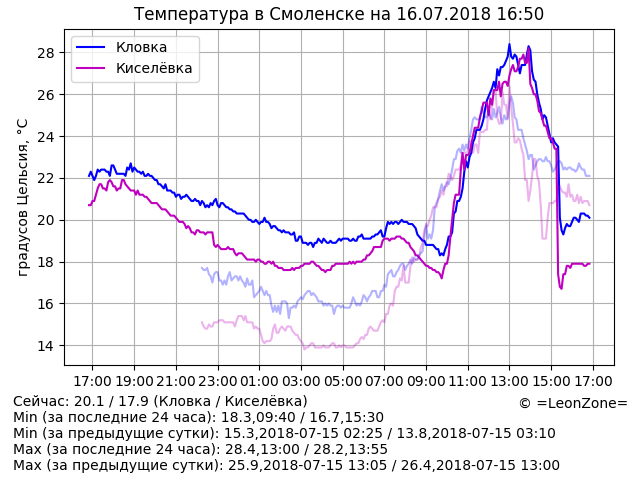 Температура в Смоленске на 16.07.2018 16:50
Кловка
Киселёвка
градусов Цельсия, °C
28
26
24
22
20
18
16
14
17:00 19:00 21:00 23:00 01:00 03:00 05:00 07:00 09:00 11:00 13:00 15:00 17:00
Сейчас: 20.1 / 17.9 (Кловка / Киселёвка)
© =LeonZone=
Min (за последние 24 часа): 18.3,09:40 / 16.7,15:30
Min (за предыдущие сутки): 15.3,2018-07-15 02:25 / 13.8,2018-07-15 03:10
Max (за последние 24 часа): 28.4,13:00 / 28.2,13:55
Max (за предыдущие сутки): 25.9,2018-07-15 13:05 / 26.4,2018-07-15 13:00